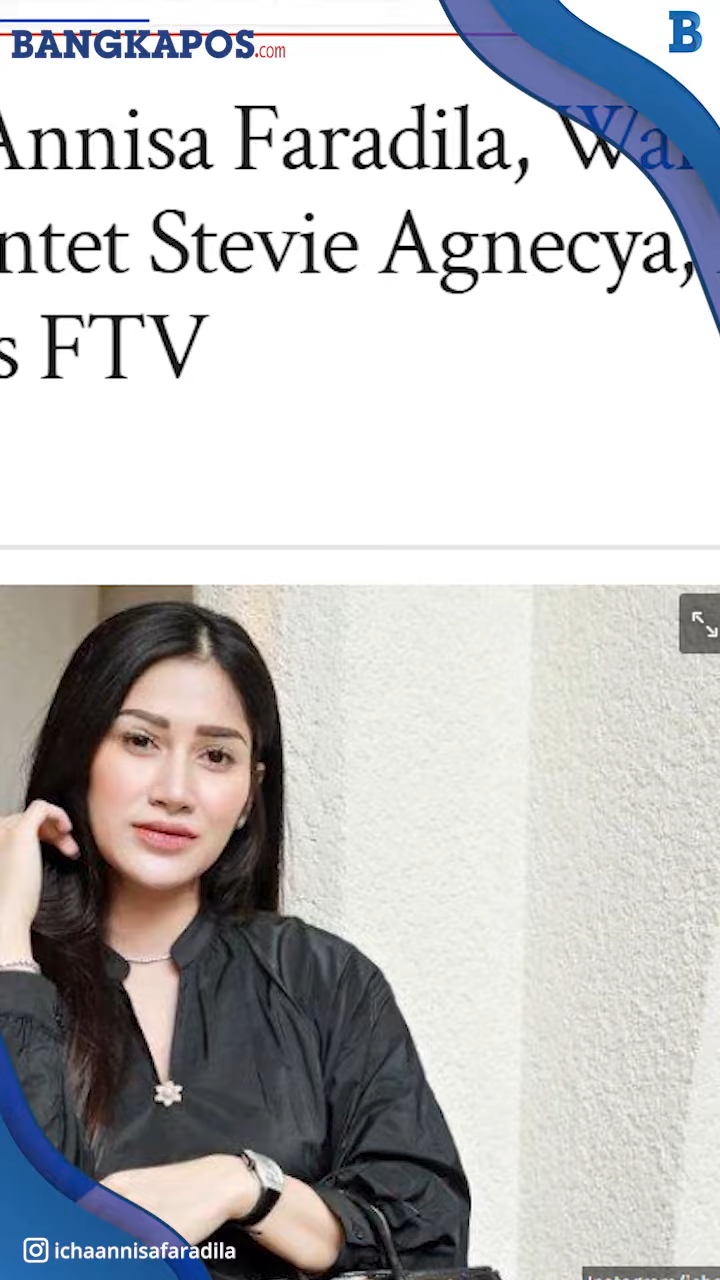 BANGKAPOS.com
B
Annisa Faradila,
ntet Stevie Agnecya,
s FTV
ichaannisafaradila